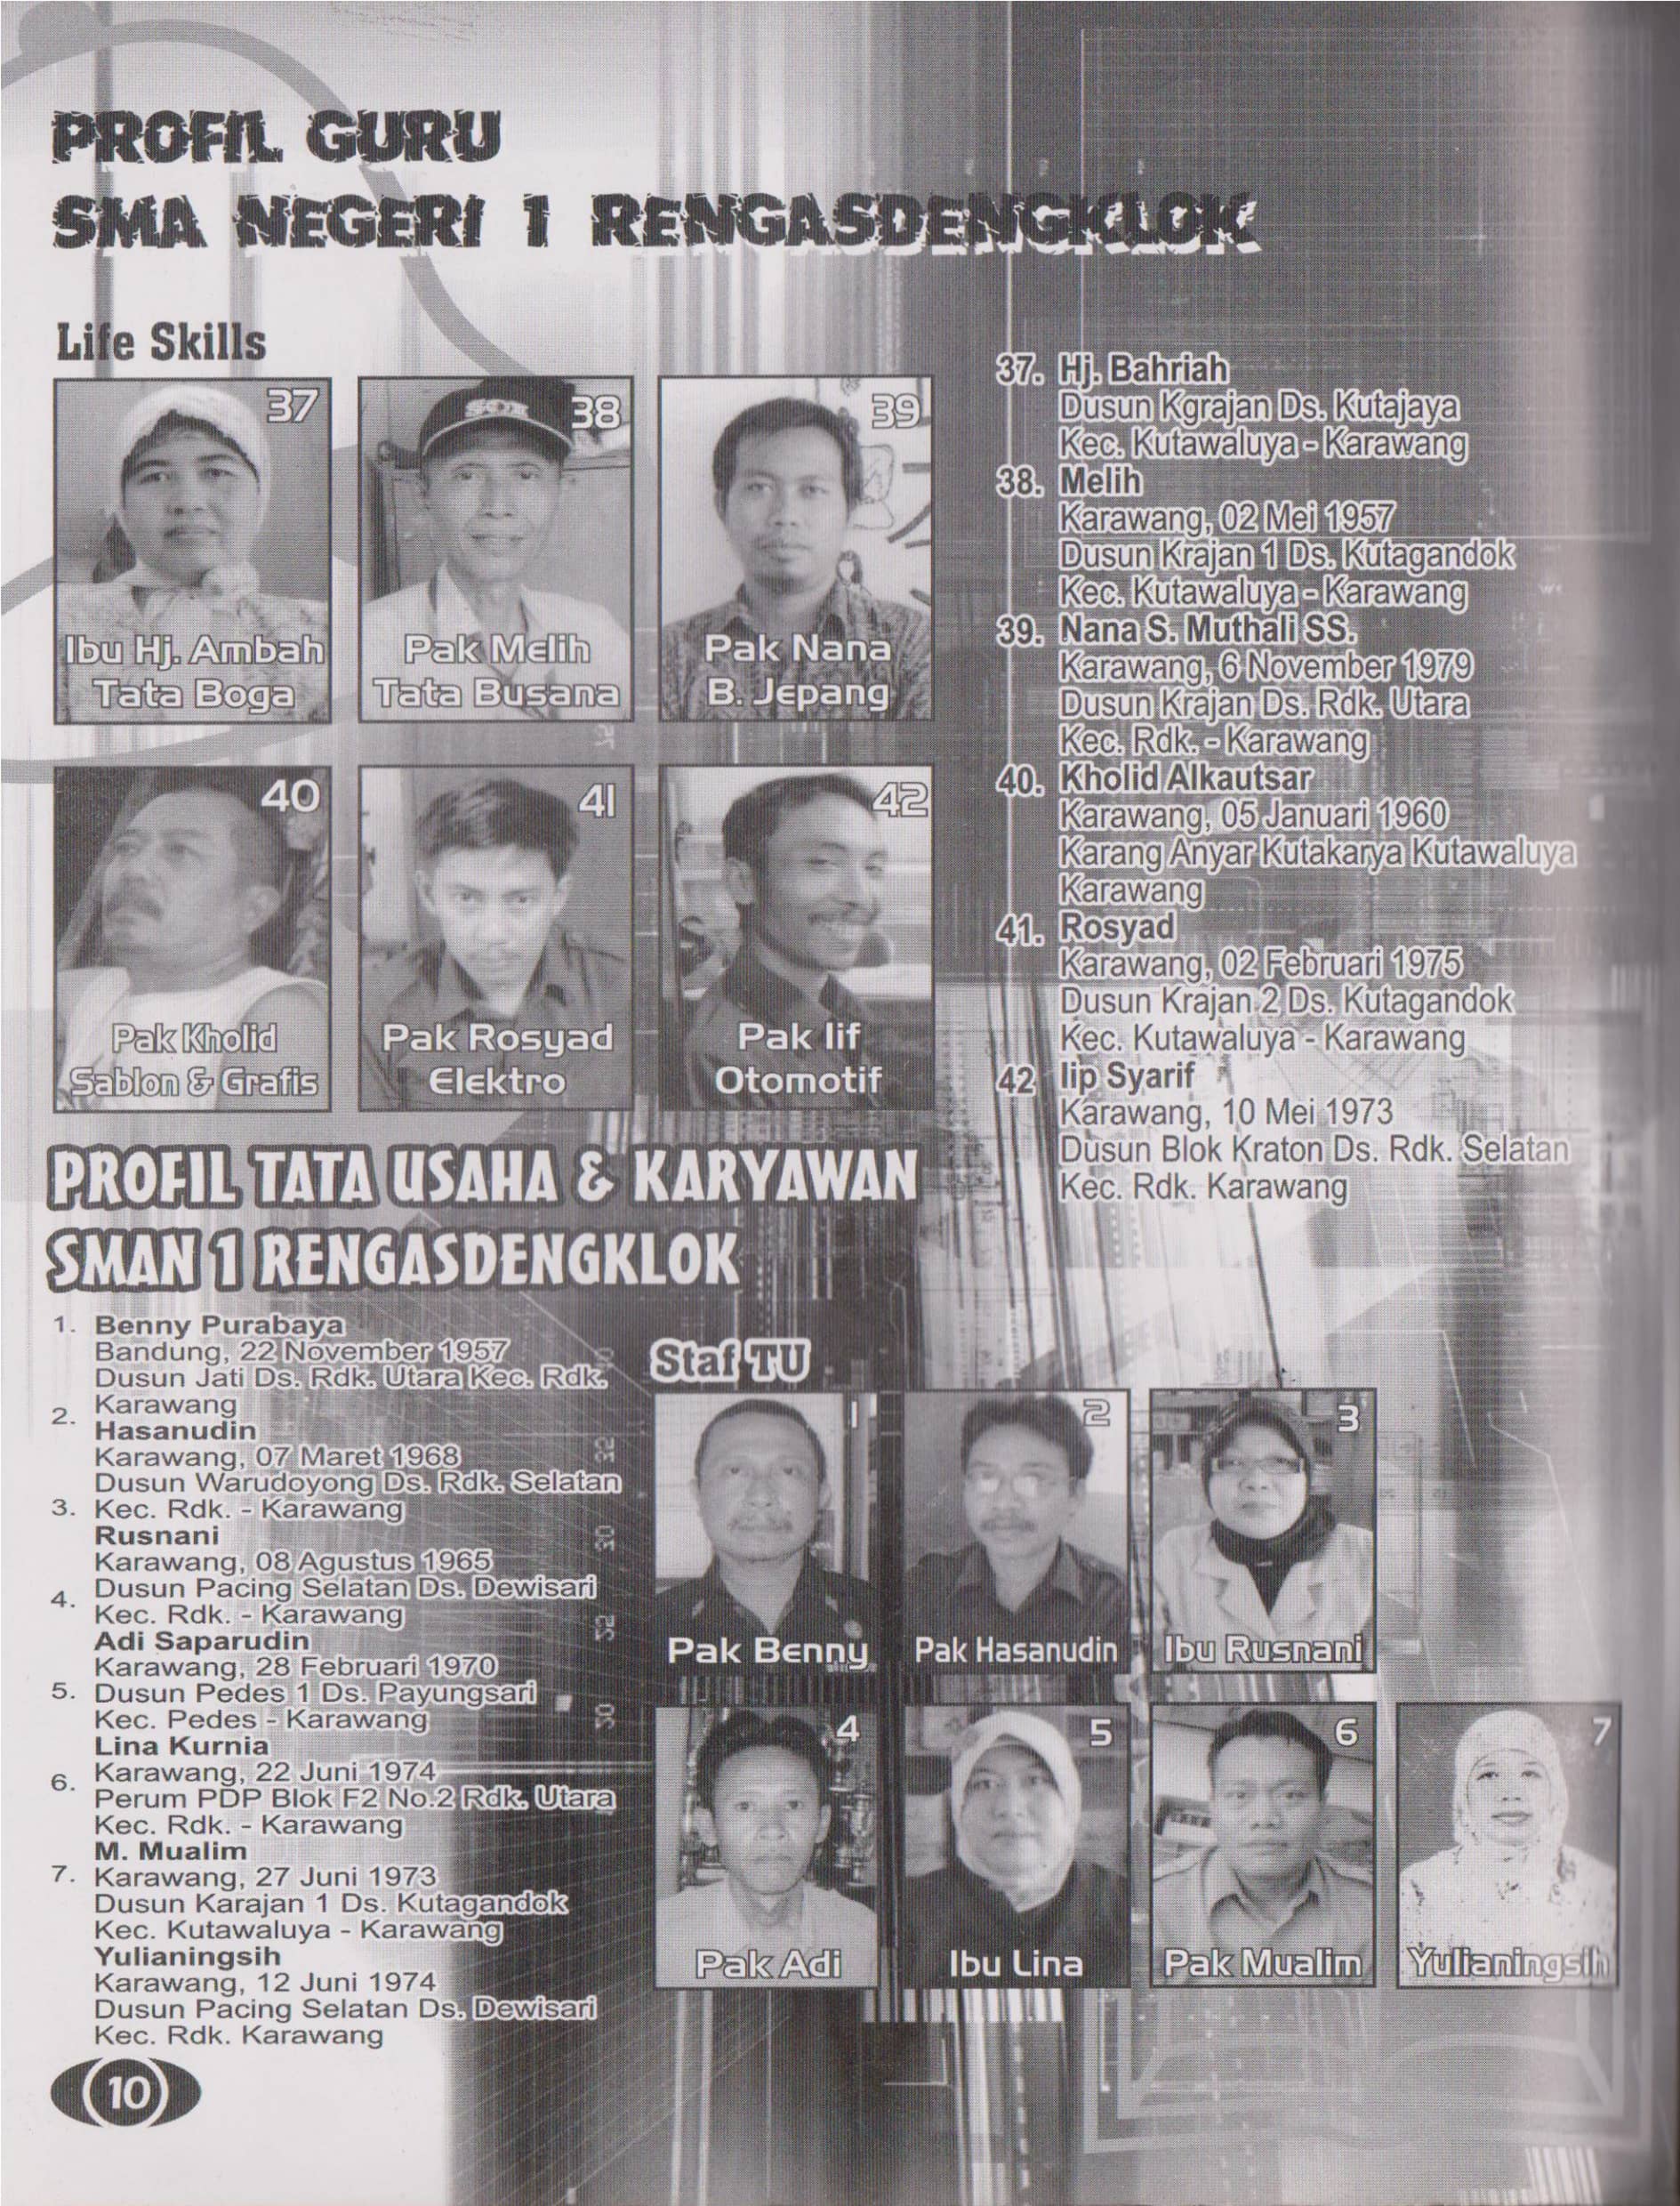 PROFIL GURU
SMA NEGERI 1 RENGASDENGKLOK
Life Skills
37
Ibu Hj. Ambah
Tata Boga
38
Pak Melih
Tata Busana
39
Pak Nana
B. Jepang
40
Pak Kholid
Sablon & Grafis
41
Pak Rosyad
Elektro
42
Pak Iif
Otomotif
37. Hj. Bahriah
Dusun Kgrajan Ds. Kutajaya
Kec. Kutawaluya - Karawang
38. Melih
Karawang, 02 Mei 1957
Dusun Krajan 1 Ds. Kutagandok
Kec. Kutawaluya - Karawang
39. Nana S. Muthali SS.
Karawang, 6 November 1979
Dusun Krajan Ds. Rdk. Utara
Kec. Rdk. - Karawang
40. Kholid Alkautsar
Karawang, 05 Januari 1960
Karang Anyar Kutakarya Kutawaluya
Karawang
41. Rosyad
Karawang, 02 Februari 1975
Dusun Krajan 2 Ds. Kutagandok
Kec. Kutawaluya - Karawang
42 Iip Syarif
Karawang, 10 Mei 1973
Dusun Blok Kraton Ds. Rdk. Selatan
Kec. Rdk. Karawang
PROFIL TATA USAHA & KARYAWAN
SMAN 1 RENGASDENGKLOK
1. Benny Purabaya
Bandung, 22 November 1957
Dusun Jati Ds. Rdk. Utara Kec. Rdk.
Karawang
2. Hasanudin
Karawang, 07 Maret 1968
Dusun Warudoyong Ds. Rdk. Selatan
3. Kec. Rdk. - Karawang
Rusnani
Karawang, 08 Agustus 1965
4. Dusun Pacing Selatan Ds. Dewisari
Kec. Rdk. - Karawang
Adi Saparudin
Karawang, 28 Februari 1970
5. Dusun Pedes 1 Ds. Payungsari
Kec. Pedes - Karawang
Lina Kurnia
6. Karawang, 22 Juni 1974
Perum PDP Blok F2 No.2 Rdk. Utara
Kec. Rdk. - Karawang
M. Mualim
7. Karawang, 27 Juni 1973
Dusun Karajan 1 Ds. Kutagandok
Kec. Kutawaluya - Karawang
Yulianingsih
Karawang, 12 Juni 1974
Dusun Pacing Selatan Ds. Dewisari
Kec. Rdk. Karawang
Staf TU
1
Pak Benny
2
Pak Hasanudin
3
Ibu Rusnani
4
Pak Adi
5
Ibu Lina
6
Pak Mualim
7
Yulianingsih
10